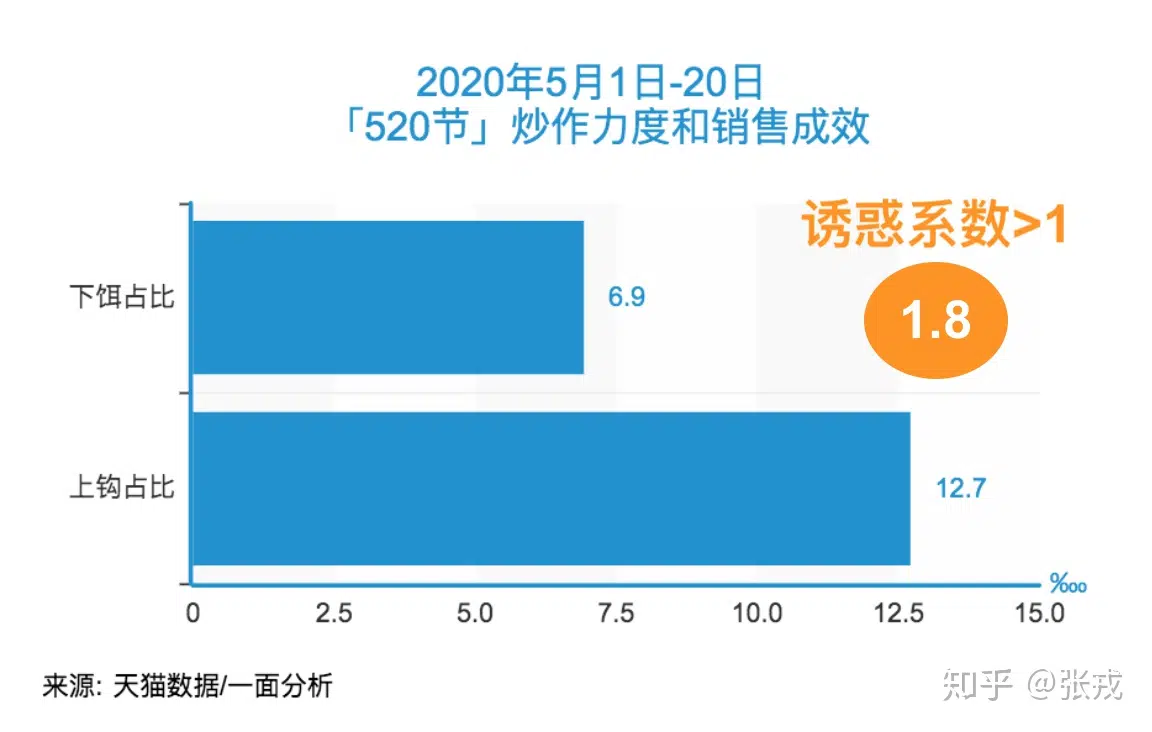 2020年5月1日-20日
「520节」炒作力度和销售成效
诱惑系数>1
1.8
下饵占比
6.9
上钩占比
12.7
‱
0 2.5 5.0 7.5 10.0 12.5 15.0
来源: 天猫数据/一面分析
知乎 @张戎